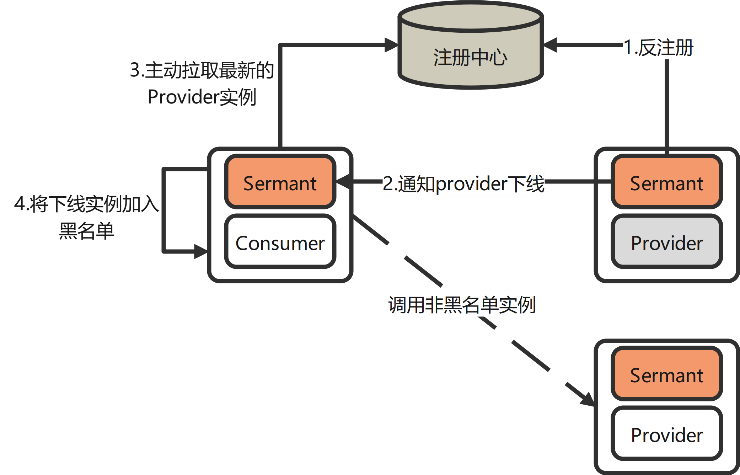 注册中心
1.反注册
3.主动拉取最新的
Provider实例
Sermant
2.通知provider下线
Sermant
4.将下线实例加入
黑名单
Consumer
Provider
调用非黑名单实例
Sermant
Provider